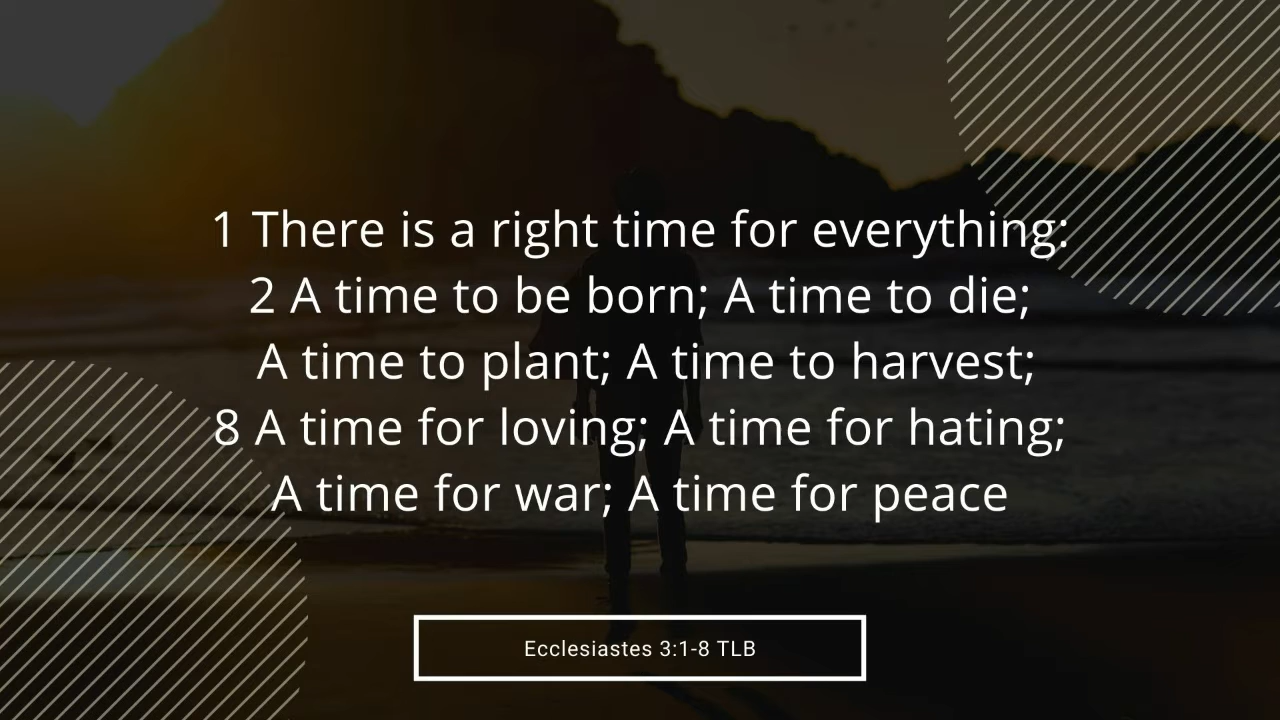 1 There is a right time for everything:
2 A time to be born; A time to die;
A time to plant; A time to harvest;
8 A time for loving; A time for hating;
A time for war; A time for peace
Ecclesiastes 3:1-8 TLB